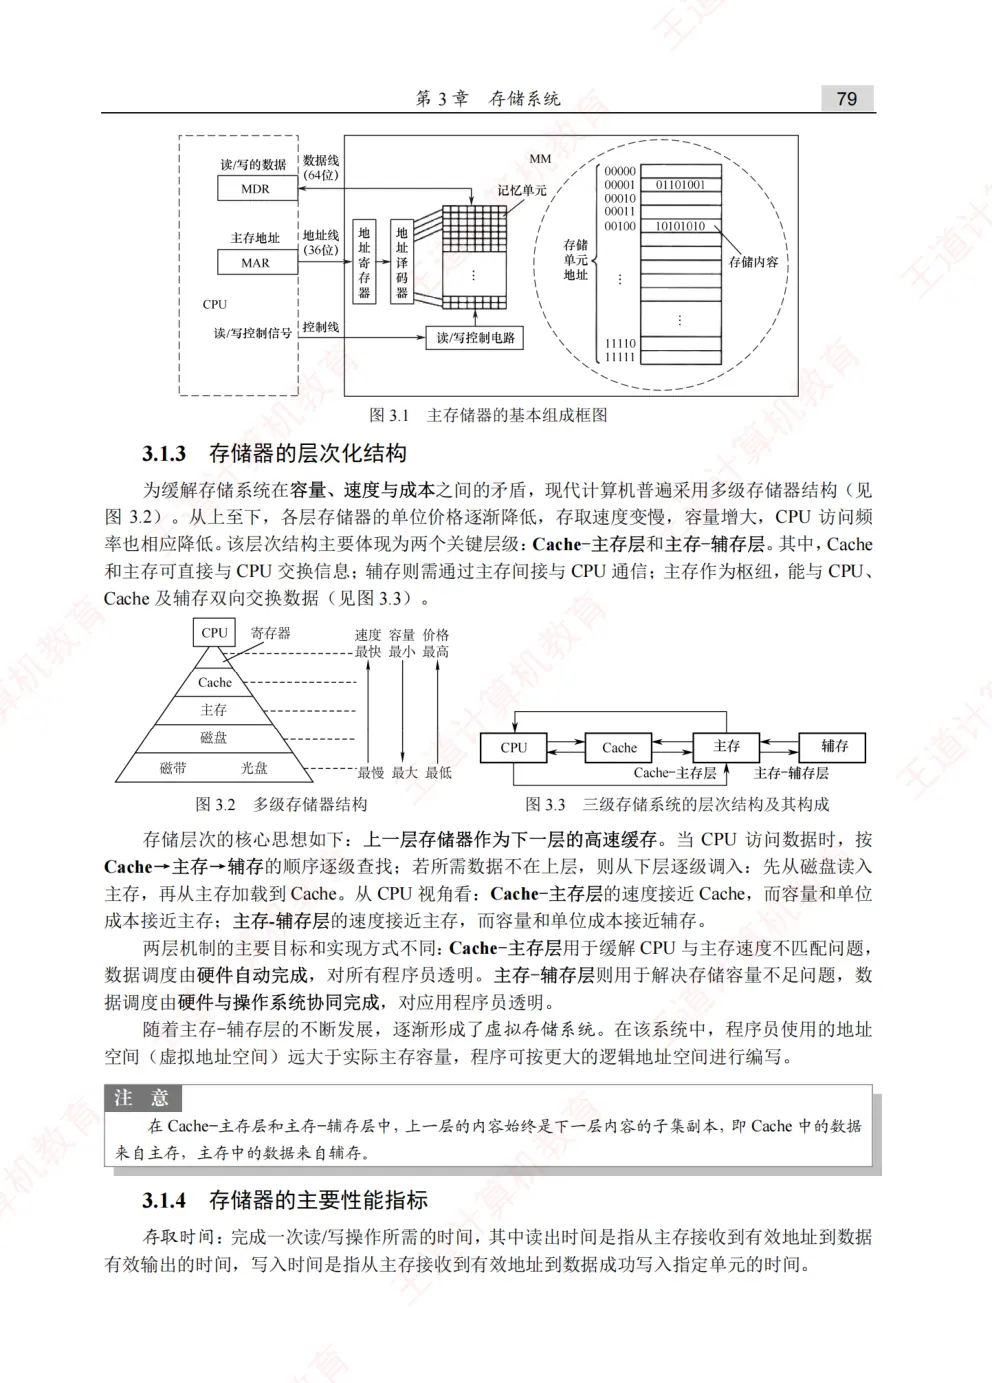 第 3 章 存储系统
79
读/写的数据
MDR
数据线
(64位)
MM
记忆单元
主存地址
MAR
地址线
(36位)
地址寄存器
地址译码器
⋮
CPU
读/写控制信号
控制线
读/写控制电路
存储
单元
地址
00000
00001
01101001
00010
00011
00100
10101010
⋮
⋮
11110
11111
存储内容
图 3.1 主存储器的基本组成框图
3.1.3 存储器的层次化结构
为缓解存储系统在容量、速度与成本之间的矛盾，现代计算机普遍采用多级存储器结构（见
图 3.2）。从上至下，各层存储器的单位价格逐渐降低，存取速度变慢，容量增大，CPU 访问频
率也相应降低。该层次结构主要体现为两个关键层级：Cache-主存层和主存-辅存层。其中，Cache
和主存可直接与 CPU 交换信息；辅存则需通过主存间接与 CPU 通信；主存作为枢纽，能与 CPU、
Cache 及辅存双向交换数据（见图 3.3）。
CPU
寄存器
速度 容量 价格
最快 最小 最高
Cache
主存
磁盘
磁带 光盘
最慢 最大 最低
CPU
Cache
主存
辅存
Cache-主存层
主存-辅存层
图 3.2 多级存储器结构
图 3.3 三级存储系统的层次结构及其构成
存储层次的核心思想如下：上一层存储器作为下一层的高速缓存。当 CPU 访问数据时，按
Cache→主存→辅存的顺序逐级查找；若所需数据不在上层，则从下层逐级调入：先从磁盘读入
主存，再从主存加载到 Cache。从 CPU 视角看：Cache-主存层的速度接近 Cache，而容量和单位
成本接近主存；主存-辅存层的速度接近主存，而容量和单位成本接近辅存。
两层机制的主要目标和实现方式不同：Cache-主存层用于缓解 CPU 与主存速度不匹配问题，
数据调度由硬件自动完成，对所有程序员透明。主存-辅存层则用于解决存储容量不足问题，数
据调度由硬件与操作系统协同完成，对应用程序员透明。
随着主存-辅存层的不断发展，逐渐形成了虚拟存储系统。在该系统中，程序员使用的地址
空间（虚拟地址空间）远大于实际主存容量，程序可按更大的逻辑地址空间进行编写。
注 意
在 Cache-主存层和主存-辅存层中，上一层的内容始终是下一层内容的子集副本，即 Cache 中的数据
来自主存，主存中的数据来自辅存。
3.1.4 存储器的主要性能指标
存取时间：完成一次读/写操作所需的时间，其中读出时间是指从主存接收到有效地址到数据
有效输出的时间，写入时间是指从主存接收到有效地址到数据成功写入指定单元的时间。
王道计算机教育